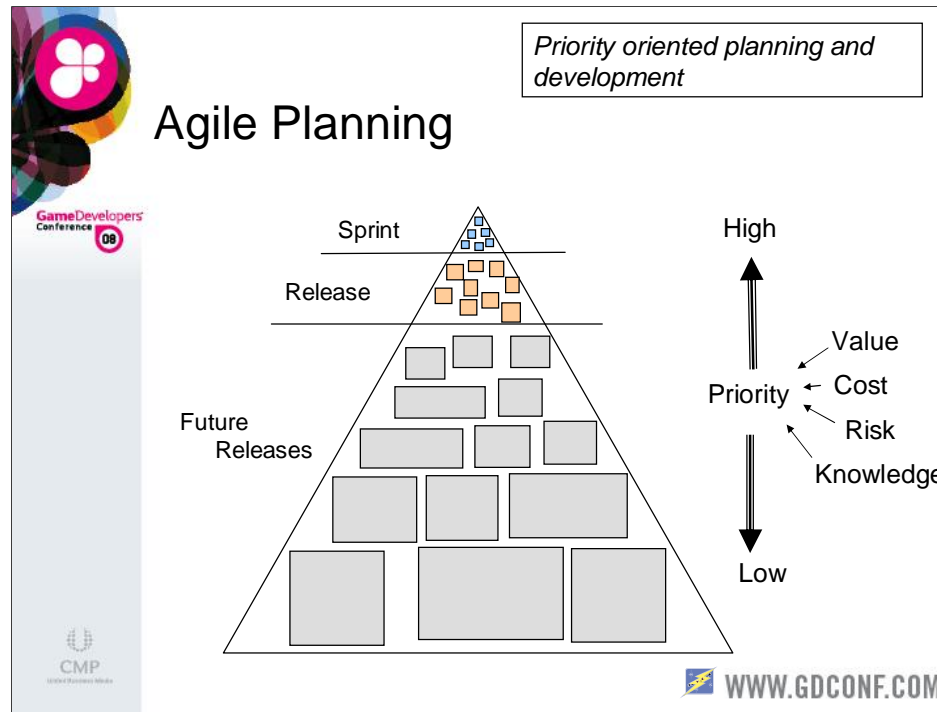 Priority oriented planning and
development
Agile Planning
GameDevelopers'
Conference
08
Sprint
Release
Future
Releases
High
Priority
Low
Value
Cost
Risk
Knowledge
CMP
WWW.GDCONF.COM